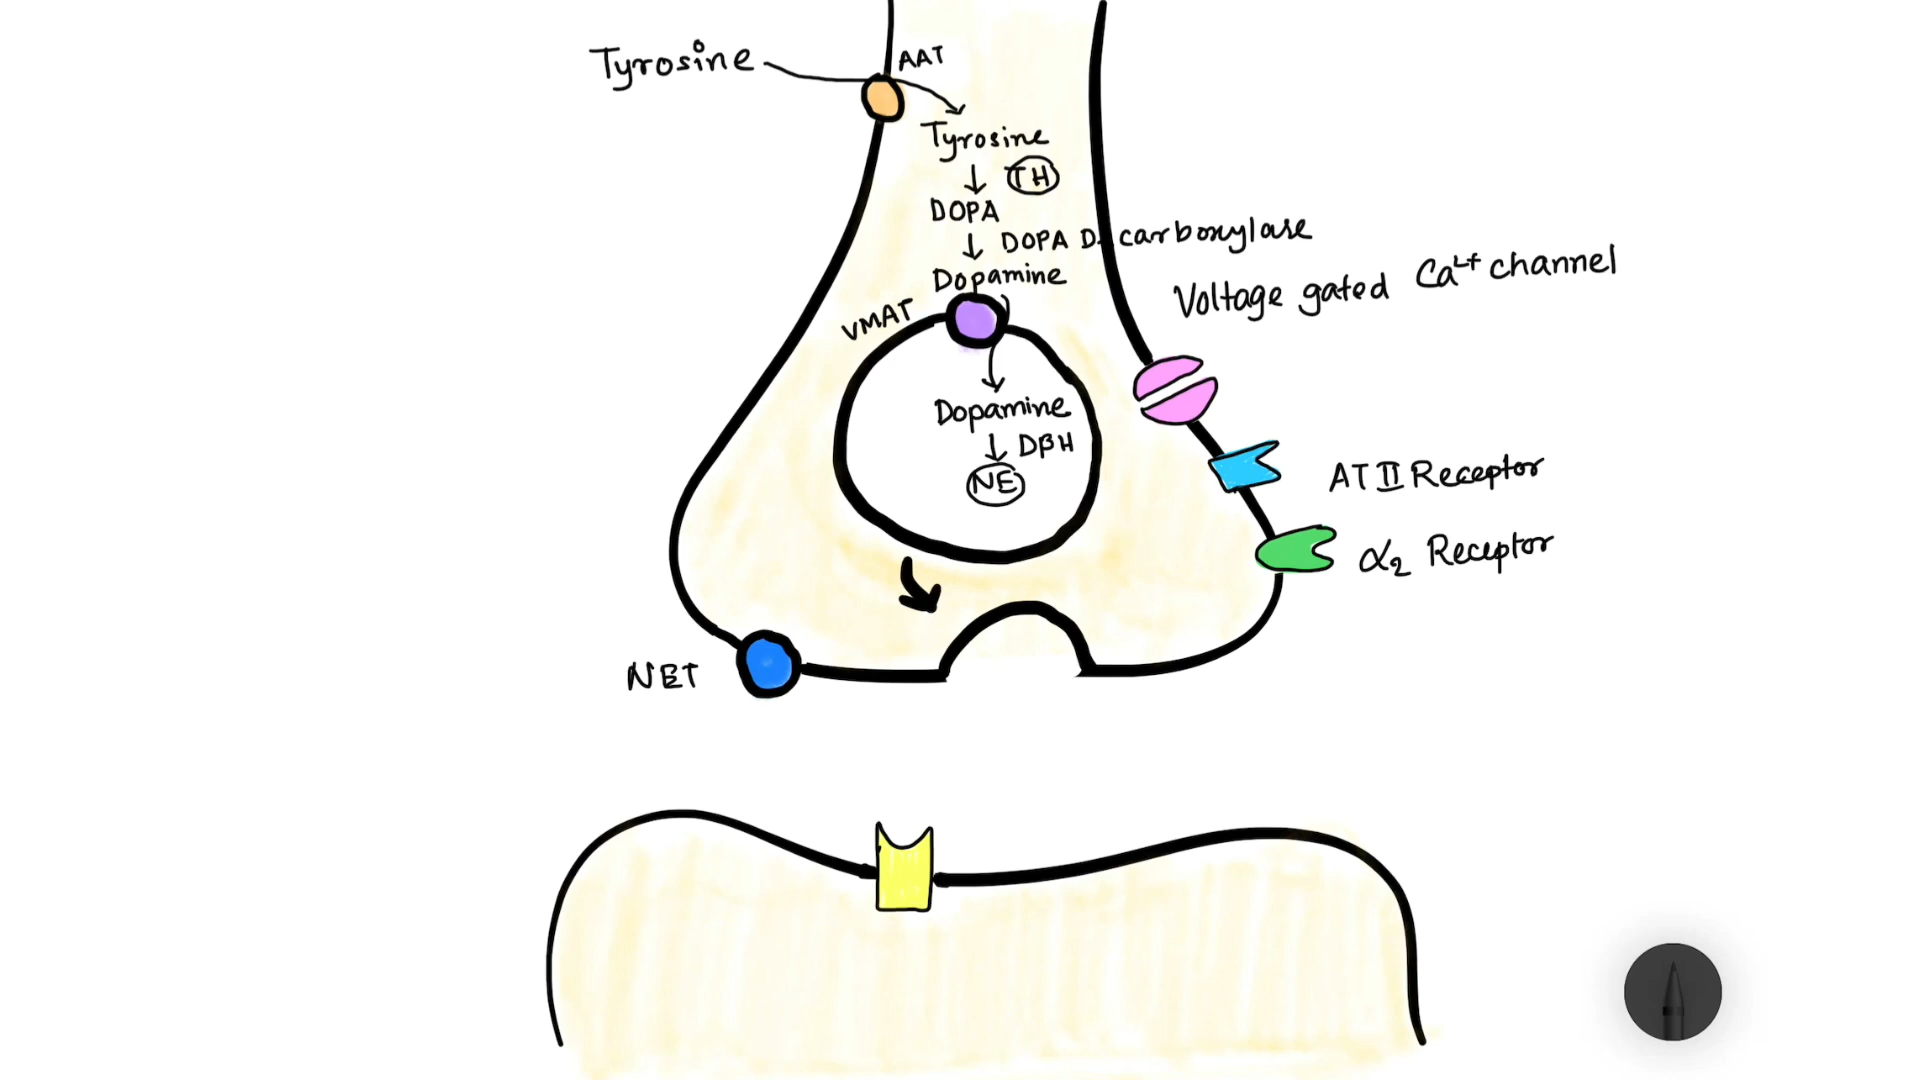 Tyrosine
AAT
Tyrosine
↓ TH
DOPA
↓ DOPA Decarboxylase
Dopamine
Voltage gated Ca²⁺ channel
VMAT
Dopamine
↓ DβH
NE
AT II Receptor
α₂ Receptor
NET